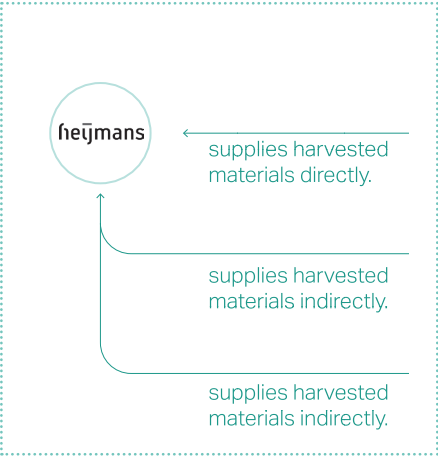 heijmans
supplies harvested
materials directly.
supplies harvested
materials indirectly.
supplies harvested
materials indirectly.